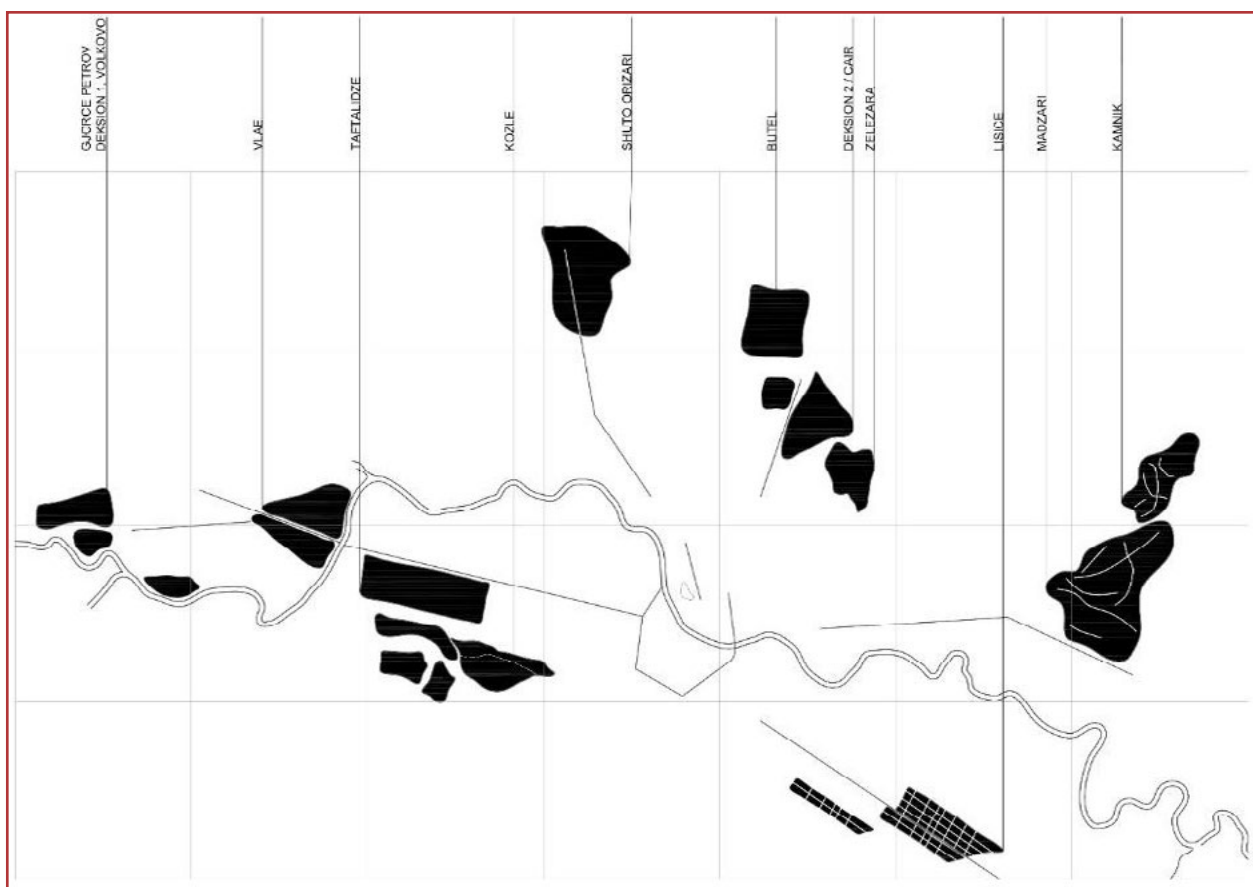 GJORCE PETROV
DEKSION 1, VOLKOVO
VLAE
TAFTALIDZE
KOZLE
SHUTO ORIZARI
BUTEL
DEKSION 2 / CAIR
ZELEZARA
LISICE
MADZARI
KAMNIK